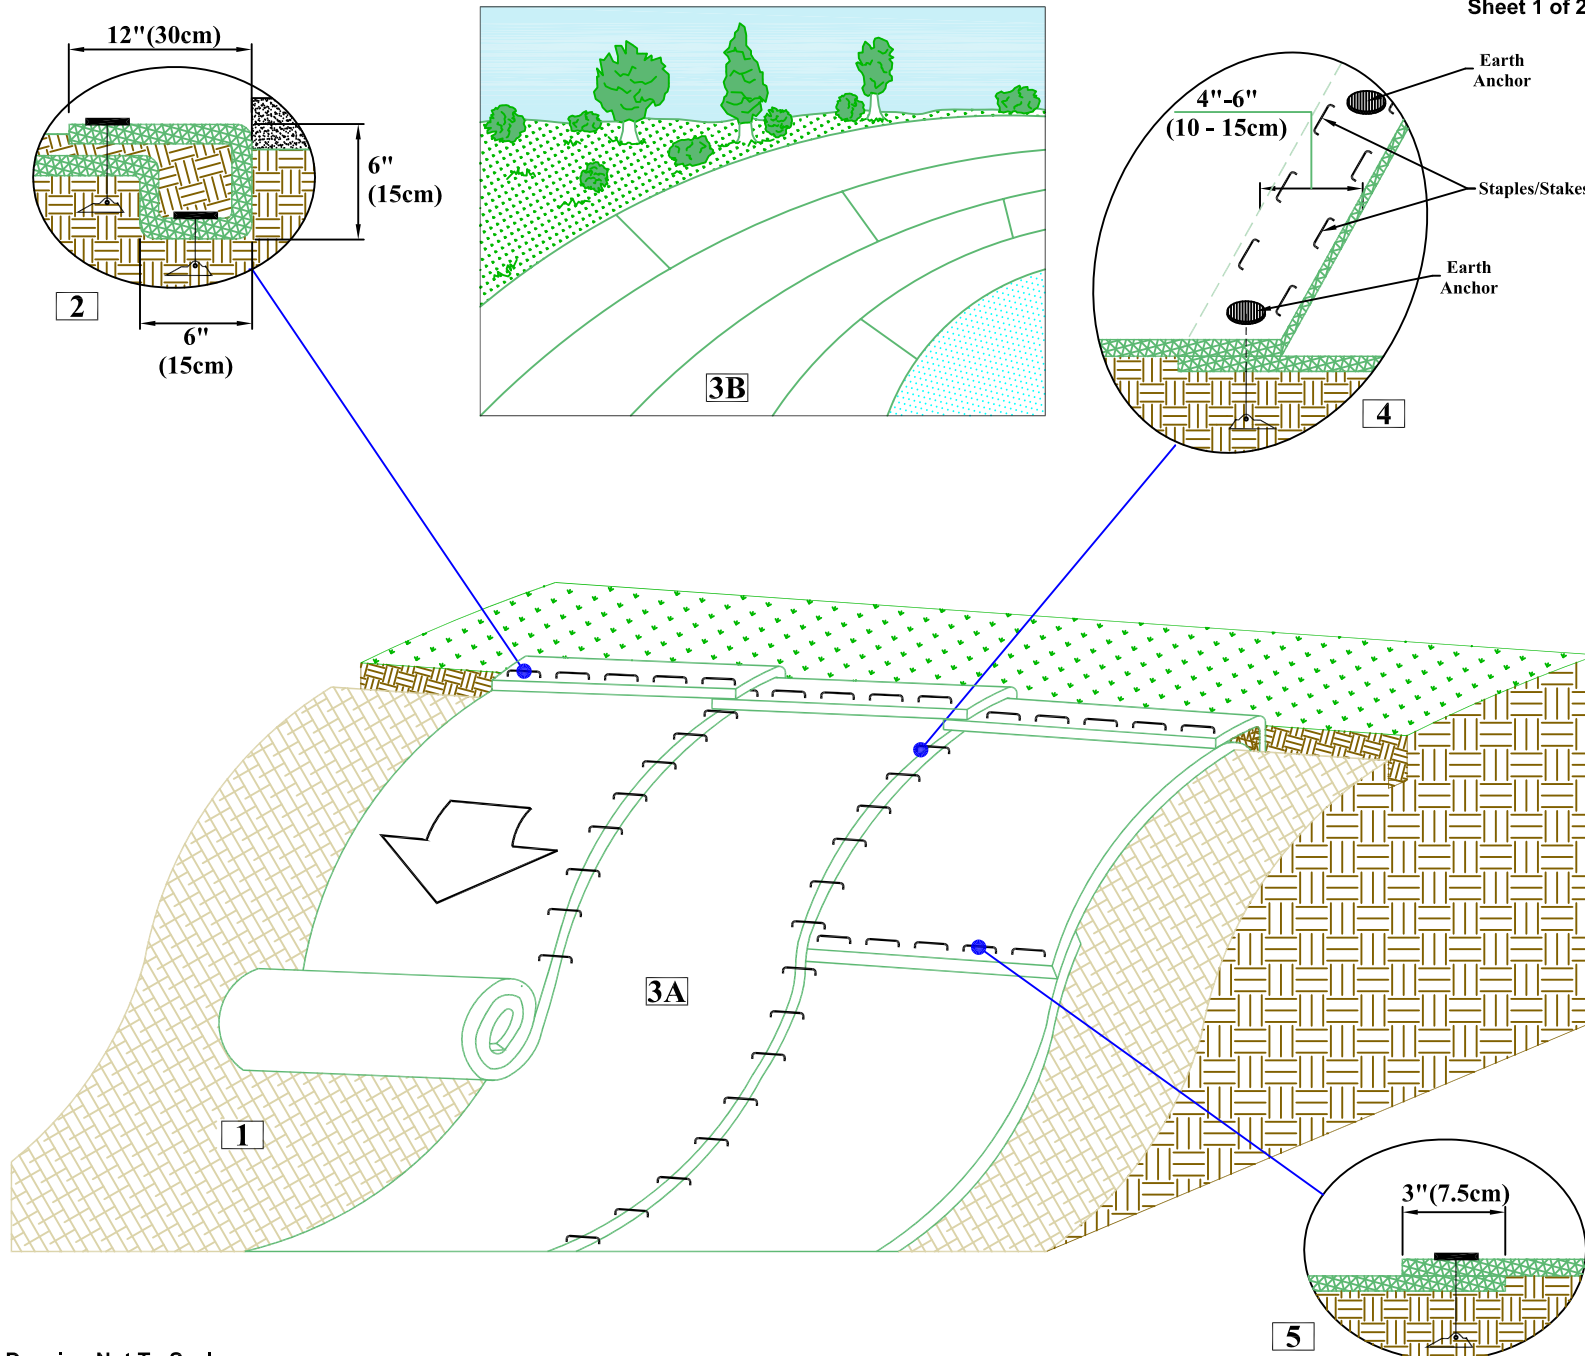 Sheet 1 of 2
12"(30cm)
6"
(15cm)
2
6"
(15cm)
3B
Earth
Anchor
4"-6"
(10 - 15cm)
Staples/Stakes
Earth
Anchor
4
3A
1
3"(7.5cm)
5